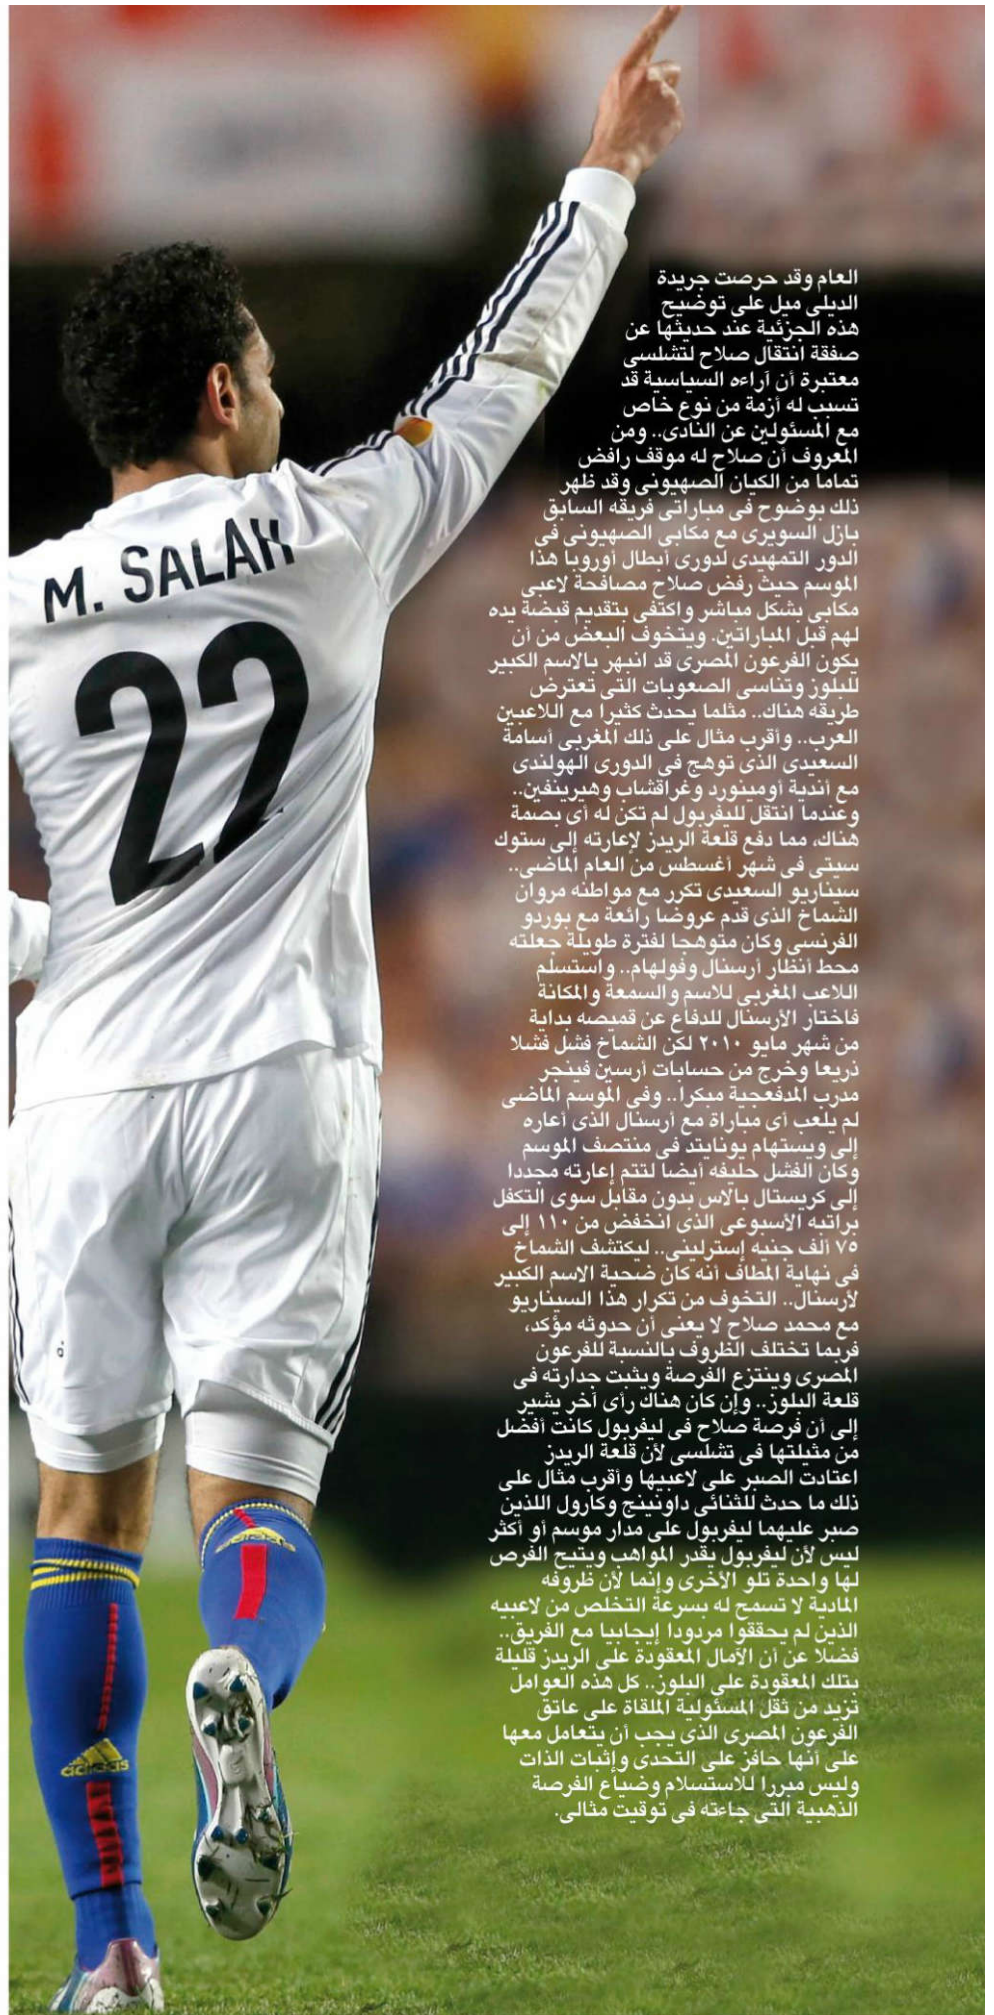 M. SALAH
22
adidas
adidas
العام وقد حرصت جريدة
الديلى ميل على توضيح
هذه الجزئية عند حديثها عن
صفقة انتقال صلاح لتشلسى
معتبرة أن آراءه السياسية قد
تسبب له أزمة من نوع خاص
مع المسئولين عن النادى.. ومن
المعروف أن صلاح له موقف رافض
تماما من الكيان الصهيونى وقد ظهر
ذلك بوضوح فى مباراتى فريقه السابق
بازل السويرى مع مكابى الصهيونى فى
الدور التمهيدى لدورى أبطال أوروبا هذا
الموسم حيث رفض صلاح مصافحة لاعبى
مكابى بشكل مباشر واكتفى بتقديم قبضة يده
لهم قبل المباراتين. ويتخوف البعض من أن
يكون الفرعون المصرى قد انبهر بالاسم الكبير
للبلوز وتناسى الصعوبات التى تعترض
طريقه هناك.. مثلما يحدث كثيرا مع اللاعبين
العرب.. وأقرب مثال على ذلك المغربى أسامة
السعيدى الذى توهج فى الدورى الهولندى
مع أندية أومينورد وغراقشاب وهيرينفين..
وعندما انتقل لليفربول لم تكن له أى بصمة
هناك، مما دفع قلعة الريدز لإعارته إلى ستوك
سيتى فى شهر أغسطس من العام الماضى..
سيناريو السعيدى تكرر مع مواطنه مروان
الشماخ الذى قدم عروضا رائعة مع بوردو
الفرنسى وكان متوهجا لفترة طويلة جعلته
محط أنظار أرسنال وفولهام.. واستسلم
اللاعب المغربى للاسم والسمعة والمكانة
فاختار الأرسنال للدفاع عن قميصه بداية
من شهر مايو ٢٠١٠ لكن الشماخ فشل فشلا
ذريعا وخرج من حسابات أرسين فينجر
مدرب المدفعجية مبكرا.. وفى الموسم الماضى
لم يلعب أى مباراة مع أرسنال الذى أعاره
إلى ويستهام يونايتد فى منتصف الموسم
وكان الفشل حليفه أيضا لتتم إعارته مجددا
إلى كريستال بالاس بدون مقابل سوى التكفل
براتبه الأسبوعى الذى انخفض من ١١٠ إلى
٧٥ ألف جنيه إسترلينى.. ليكتشف الشماخ
فى نهاية المطاف أنه كان ضحية الاسم الكبير
لأرسنال.. التخوف من تكرار هذا السيناريو
مع محمد صلاح لا يعنى أن حدوثه مؤكد،
فربما تختلف الظروف بالنسبة للفرعون
المصرى وينتزع الفرصة ويثبت جدارته فى
قلعة البلوز.. وإن كان هناك رأى آخر يشير
إلى أن فرصة صلاح فى ليفربول كانت أفضل
من مثيلتها فى تشلسى لأن قلعة الريدز
اعتادت الصبر على لاعبيها وأقرب مثال على
ذلك ما حدث للثنائى داونينج وكارول اللذين
صبر عليهما ليفربول على مدار موسم أو أكثر
ليس لأن ليفربول يقدر المواهب ويتيح الفرص
لها واحدة تلو الأخرى وإنما لأن ظروفه
المادية لا تسمح له بسرعة التخلص من لاعبيه
الذين لم يحققوا مردودا إيجابيا مع الفريق..
فضلا عن أن الآمال المعقودة على الريدز قليلة
بتلك المعقودة على البلوز.. كل هذه العوامل
تزيد من ثقل المسئولية الملقاة على عاتق
الفرعون المصرى الذى يجب أن يتعامل معها
على أنها حافز على التحدى وإثبات الذات
وليس مبررا للاستسلام وضياع الفرصة
الذهبية التى جاءته فى توقيت مثالى.